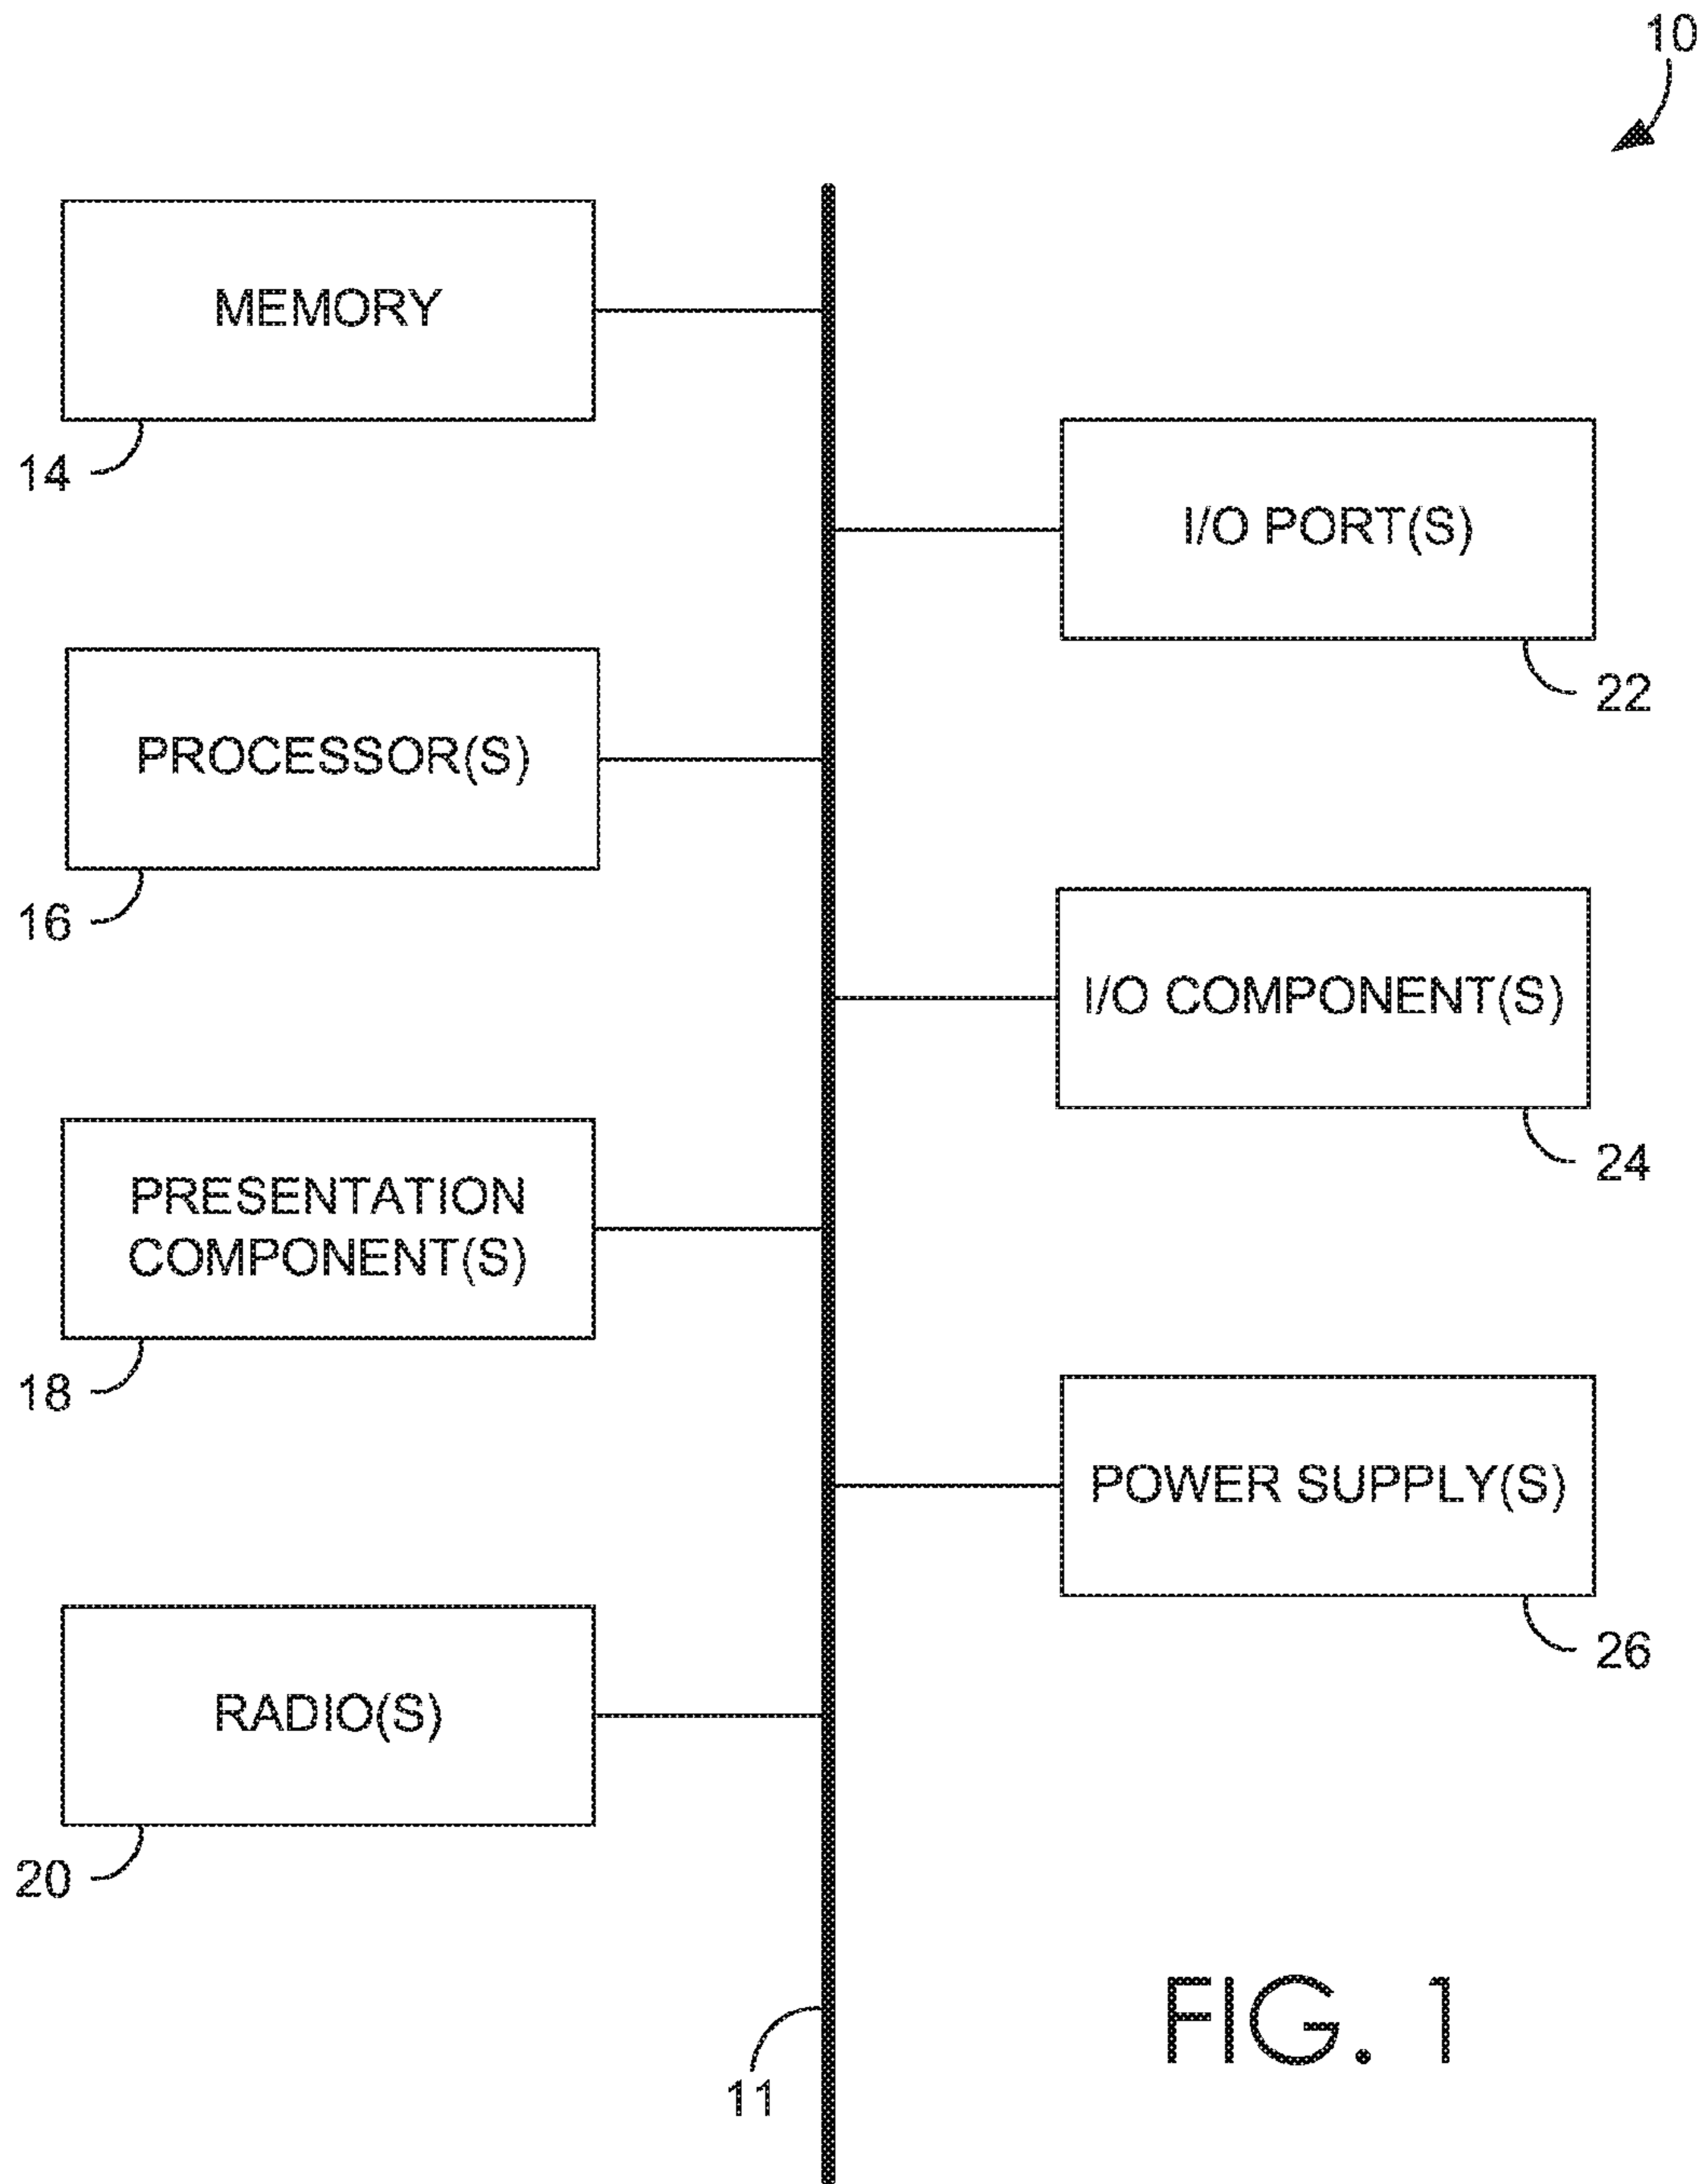 10
MEMORY
14
I/O PORT(S)
22
PROCESSOR(S)
16
I/O COMPONENT(S)
24
PRESENTATION
COMPONENT(S)
18
POWER SUPPLY(S)
26
RADIO(S)
20
11
FIG. 1